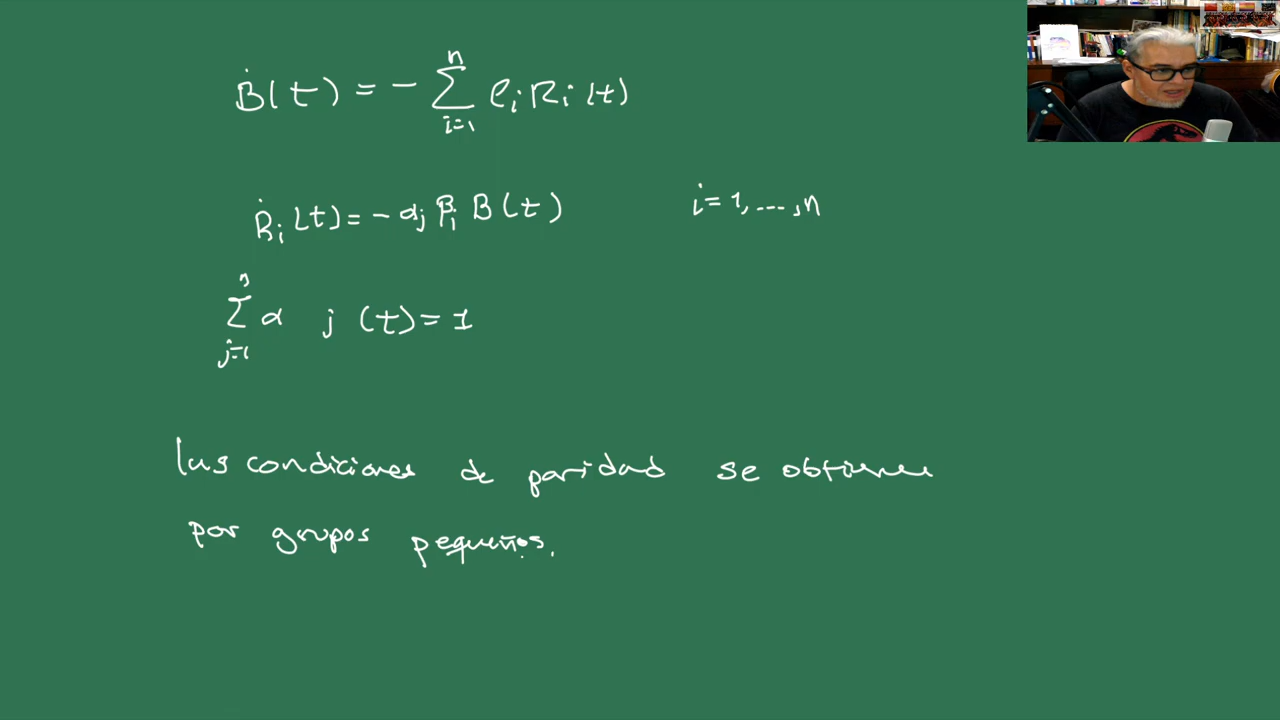 Ḃ(t) = - Σ_{i=1}^{n} ρ_i R_i (t)
Ṙ_i (t) = - α_j β_i B(t) i = 1, ..., n
Σ_{j=1}^{n} α j (t) = 1
las condiciones de paridad se obtienen
por grupos pequeños.